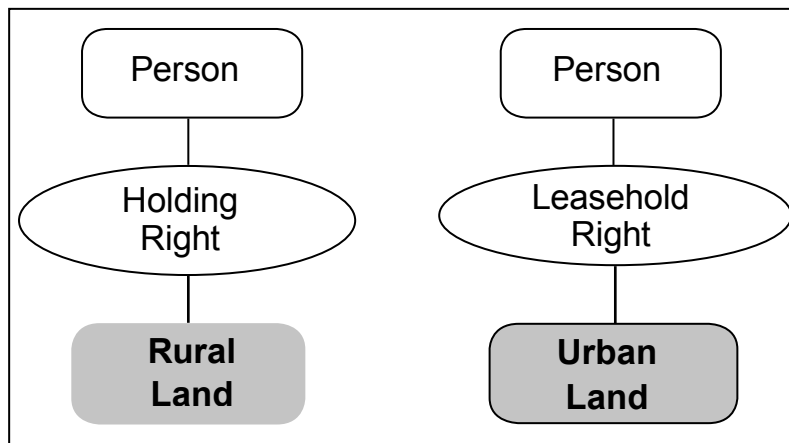 Person
Holding
Right
Rural
Land
Person
Leasehold
Right
Urban
Land